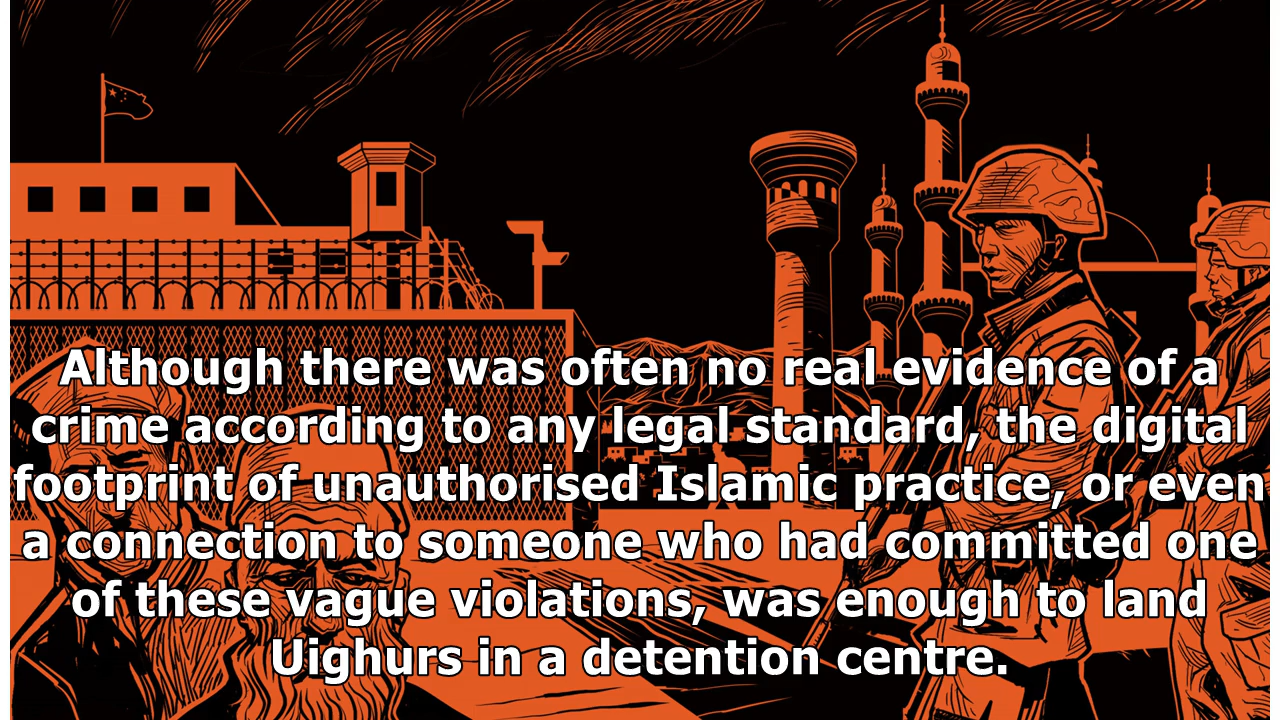 Although there was often no real evidence of a
crime according to any legal standard, the digital
footprint of unauthorised Islamic practice, or even
a connection to someone who had committed one
of these vague violations, was enough to land
Uighurs in a detention centre.